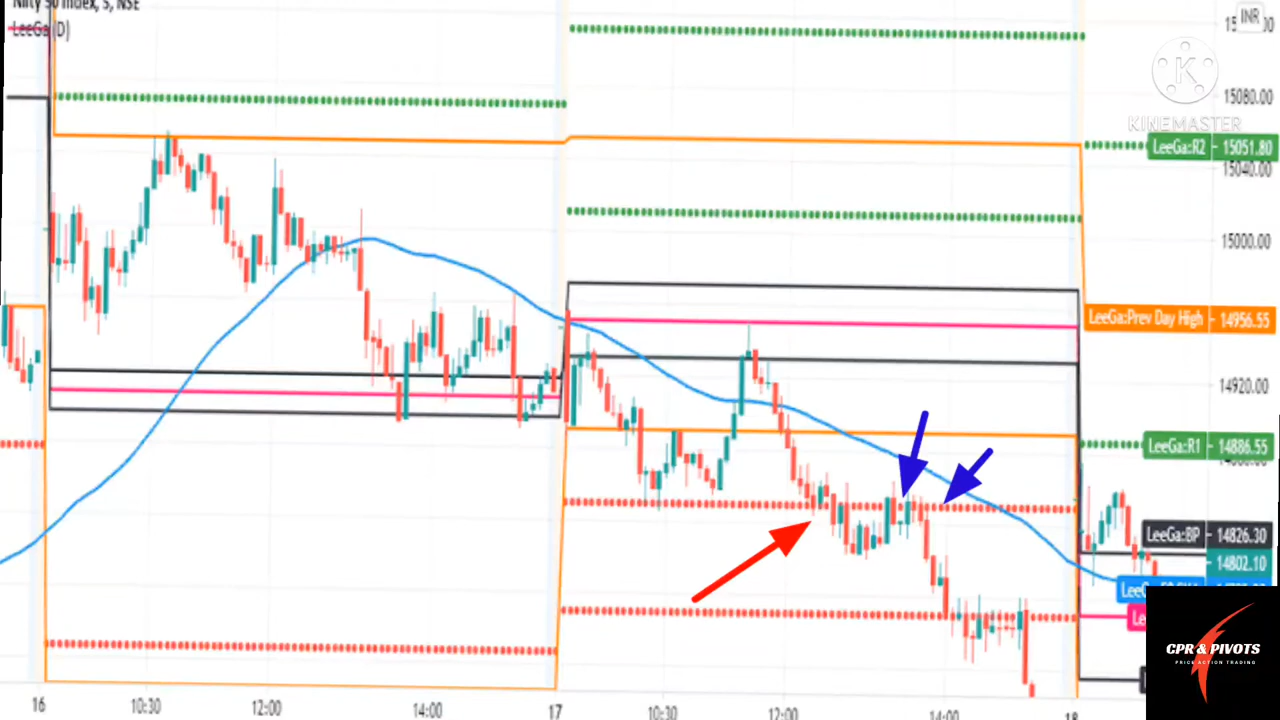 Nifty 50 Index, 5, NSE
LeeGa (D)
INR
KINEMASTER
15080.00
LeeGa:R2 15051.80
15040.00
15000.00
LeeGa:Prev Day High 14956.55
14920.00
LeeGa:R1 14886.55
LeeGa:BP 14826.30
14802.10
CPR & PIVOTS
PRICE ACTION TRADING
16 10:30 12:00 14:00 17 10:30 12:00 14:00 18